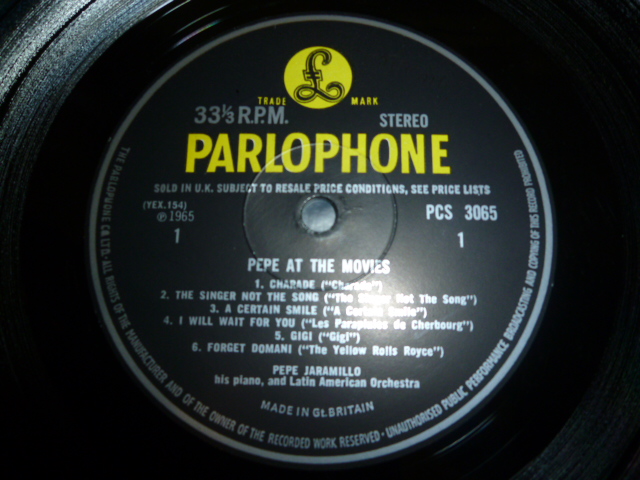 £
TRADE MARK
33⅓ R.P.M. STEREO
PARLOPHONE
SOLD IN U.K. SUBJECT TO RESALE PRICE CONDITIONS, SEE PRICE LISTS
(YEX.154) PCS 3065
℗1965
1 1
PEPE AT THE MOVIES
1. CHARADE ("Charade")
2. THE SINGER NOT THE SONG ("The Singer Not The Song")
3. A CERTAIN SMILE ("A Certain Smile")
4. I WILL WAIT FOR YOU ("Les Parapluies de Cherbourg")
5. GIGI ("Gigi")
6. FORGET DOMANI ("The Yellow Rolls Royce")
PEPE JARAMILLO
his piano, and Latin American Orchestra
MADE IN Gt. BRITAIN
THE PARLOPHONE CO. LTD. · ALL RIGHTS OF THE MANUFACTURER AND OF THE OWNER OF THE RECORDED WORK RESERVED · UNAUTHORISED PUBLIC PERFORMANCE BROADCASTING AND COPYING OF THIS RECORD PROHIBITED